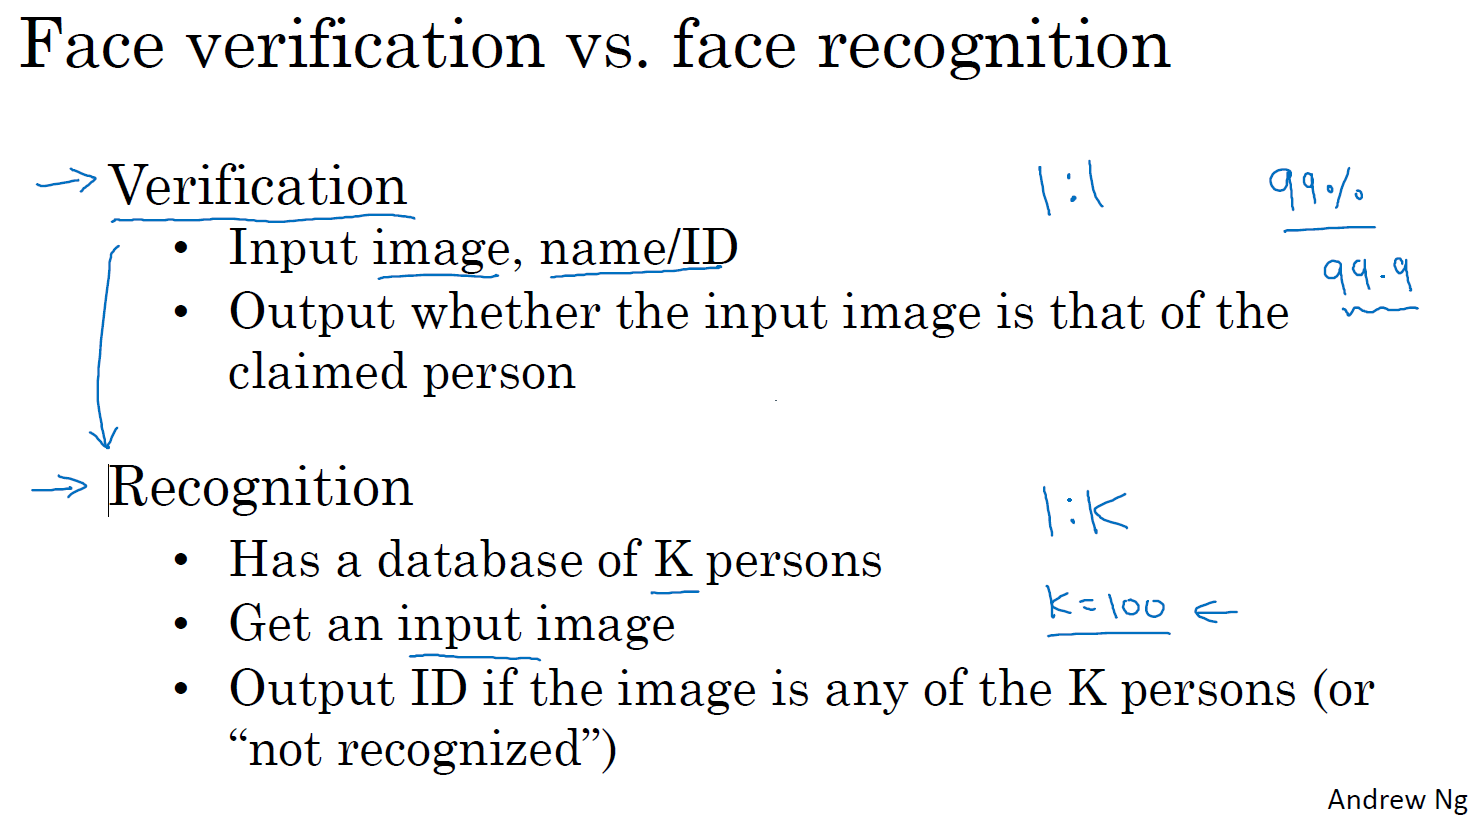 Face verification vs. face recognition
Verification
1:1
99%
• Input image, name/ID
99.9
• Output whether the input image is that of the
claimed person
Recognition
1:K
• Has a database of K persons
K=100
• Get an input image
• Output ID if the image is any of the K persons (or
“not recognized”)
Andrew Ng